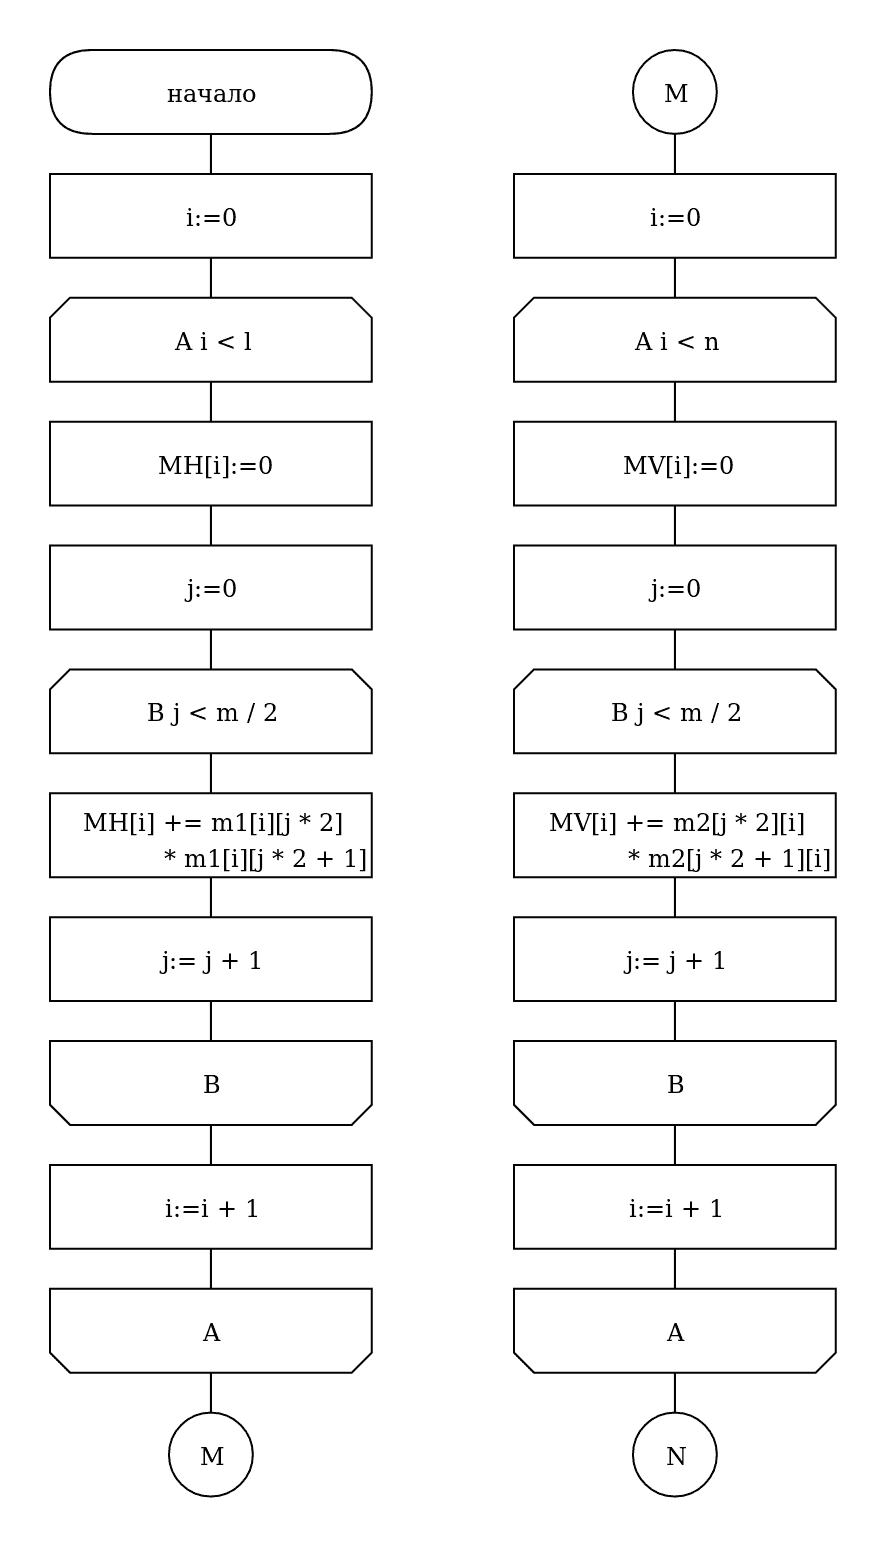 начало
i:=0
A i < l
MH[i]:=0
j:=0
B j < m / 2
MH[i] += m1[i][j * 2]
* m1[i][j * 2 + 1]
j:= j + 1
B
i:=i + 1
A
M
M
i:=0
A i < n
MV[i]:=0
j:=0
B j < m / 2
MV[i] += m2[j * 2][i]
* m2[j * 2 + 1][i]
j:= j + 1
B
i:=i + 1
A
N